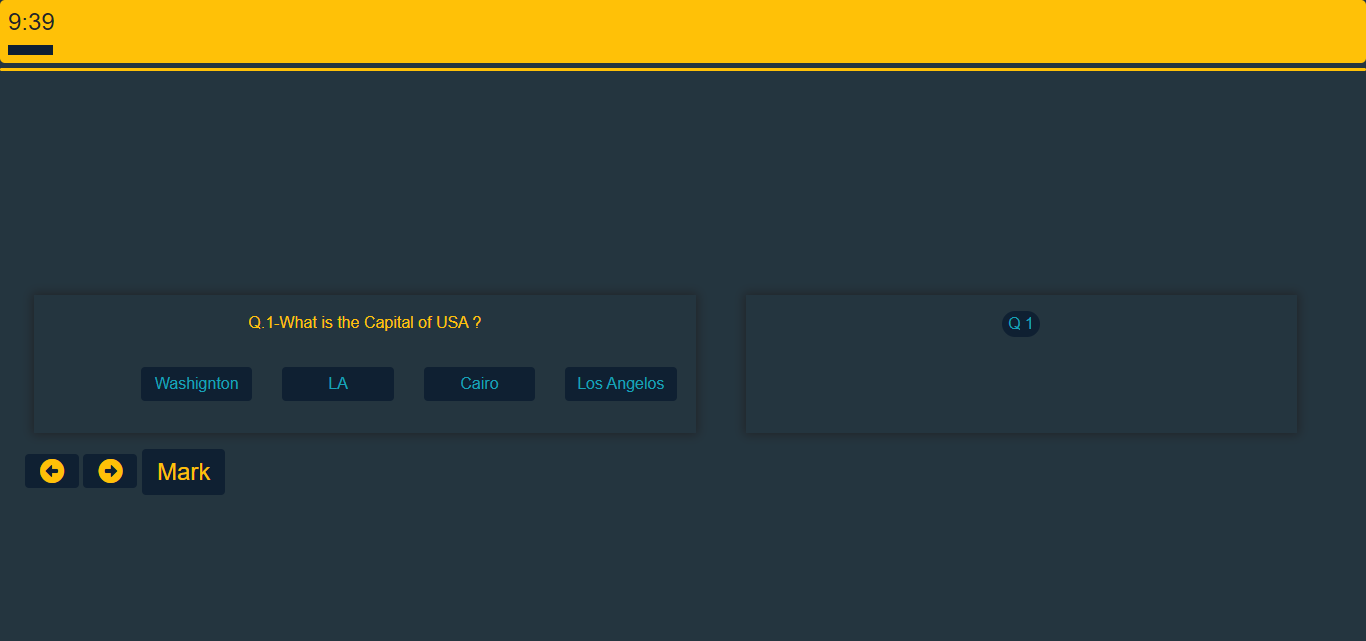 9:39
Q.1-What is the Capital of USA ?
Washignton
LA
Cairo
Los Angelos
Q 1
Mark